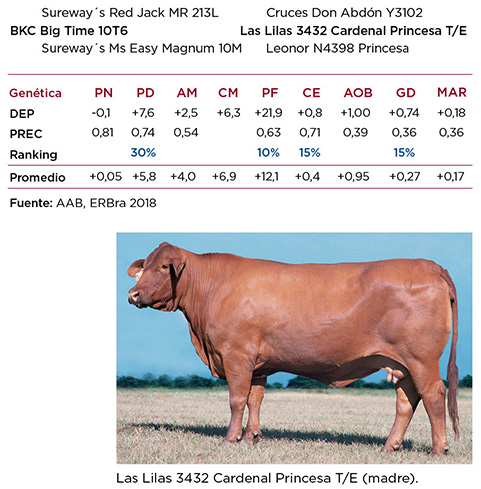 Sureway´s Red Jack MR 213L Cruces Don Abdón Y3102
BKC Big Time 10T6 Las Lilas 3432 Cardenal Princesa T/E
Sureway´s Ms Easy Magnum 10M Leonor N4398 Princesa
Genética PN PD AM CM PF CE AOB GD MAR
DEP -0,1 +7,6 +2,5 +6,3 +21,9 +0,8 +1,00 +0,74 +0,18
PREC 0,81 0,74 0,54 0,63 0,71 0,39 0,36 0,36
Ranking 30% 10% 15% 15%
Promedio +0,05 +5,8 +4,0 +6,9 +12,1 +0,4 +0,95 +0,27 +0,17
Fuente: AAB, ERBra 2018
Las Lilas 3432 Cardenal Princesa T/E (madre).